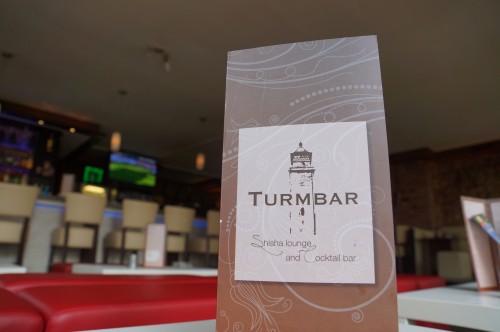 TURMBAR
Shisha lounge
and Cocktail bar